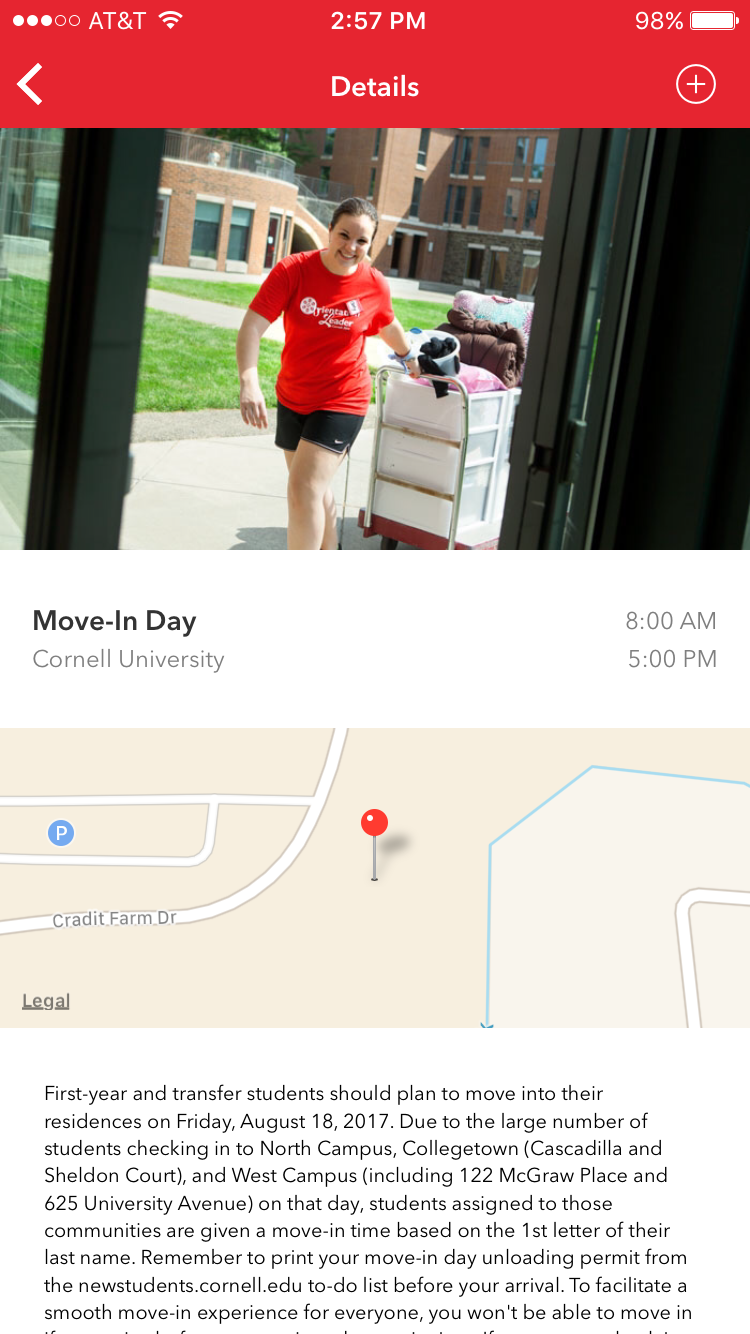 AT&T 2:57 PM 98%
Details
Orientation
Leader
Move-In Day 8:00 AM
Cornell University 5:00 PM
P
Cradit Farm Dr
Legal
First-year and transfer students should plan to move into their
residences on Friday, August 18, 2017. Due to the large number of
students checking in to North Campus, Collegetown (Cascadilla and
Sheldon Court), and West Campus (including 122 McGraw Place and
625 University Avenue) on that day, students assigned to those
communities are given a move-in time based on the 1st letter of their
last name. Remember to print your move-in day unloading permit from
the newstudents.cornell.edu to-do list before your arrival. To facilitate a
smooth move-in experience for everyone, you won't be able to move in